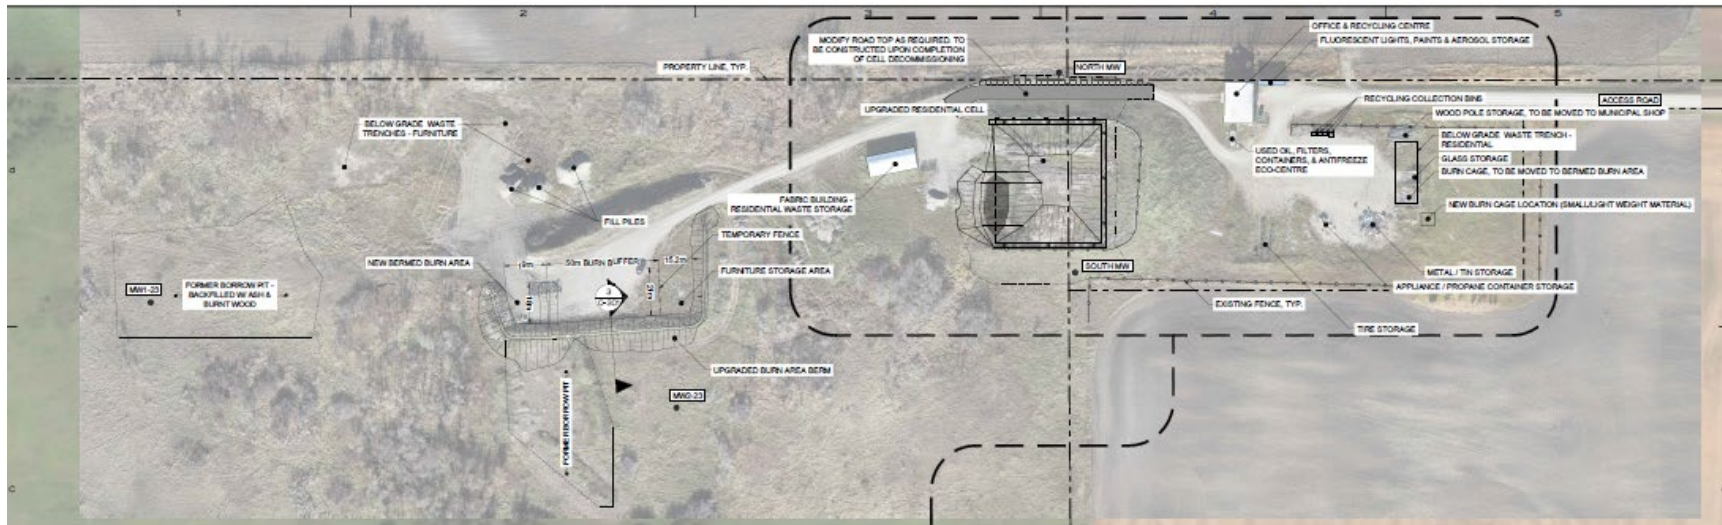 1
2
3
4
5
OFFICE & RECYCLING CENTRE
FLUORESCENT LIGHTS, PAINTS & AEROSOL STORAGE
MODIFY ROAD TOP AS REQUIRED. TO
BE CONSTRUCTED UPON COMPLETION
OF CELL DECOMMISSIONING
PROPERTY LINE, TYP.
NORTH MW
UPGRADED RESIDENTIAL CELL
RECYCLING COLLECTION BINS
ACCESS ROAD
WOOD POLE STORAGE, TO BE MOVED TO MUNICIPAL SHOP
BELOW GRADE WASTE
TRENCHES - FURNITURE
BELOW GRADE WASTE TRENCH -
RESIDENTIAL
USED OIL, FILTERS,
CONTAINERS, & ANTIFREEZE
ECO-CENTRE
GLASS STORAGE
BURN CAGE, TO BE MOVED TO BERMED BURN AREA
FABRIC BUILDING -
RESIDENTIAL WASTE STORAGE
NEW BURN CAGE LOCATION (SMALL/LIGHT WEIGHT MATERIAL)
FILL PILES
TEMPORARY FENCE
NEW BERMED BURN AREA
30m BURN BUFFER
15.2m
FURNITURE STORAGE AREA
SOUTH MW
METAL / TIN STORAGE
APPLIANCE / PROPANE CONTAINER STORAGE
MW1-23
FORMER BORROW PIT -
BACKFILLED W/ ASH &
BURNT WOOD
3
EXISTING FENCE, TYP.
TIRE STORAGE
UPGRADED BURN AREA BERM
MW2-23
FORMER BORROW PIT
C